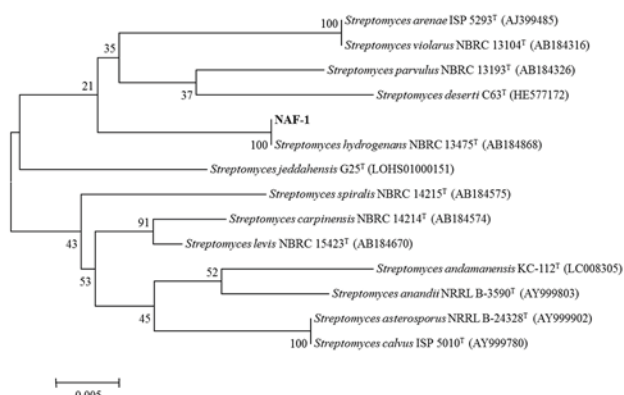 100 Streptomyces arenae ISP 5293ᵀ (AJ399485)
35
Streptomyces violarus NBRC 13104ᵀ (AB184316)
Streptomyces parvulus NBRC 13193ᵀ (AB184326)
21
37
Streptomyces deserti C63ᵀ (HE577172)
NAF-1
100 Streptomyces hydrogenans NBRC 13475ᵀ (AB184868)
Streptomyces jeddahensis G25ᵀ (LOHS01000151)
Streptomyces spiralis NBRC 14215ᵀ (AB184575)
91 Streptomyces carpinensis NBRC 14214ᵀ (AB184574)
43
Streptomyces levis NBRC 15423ᵀ (AB184670)
52 Streptomyces andamanensis KC-112ᵀ (LC008305)
53
Streptomyces anandii NRRL B-3590ᵀ (AY999803)
45
Streptomyces asterosporus NRRL B-24328ᵀ (AY999902)
100 Streptomyces calvus ISP 5010ᵀ (AY999780)
0.005